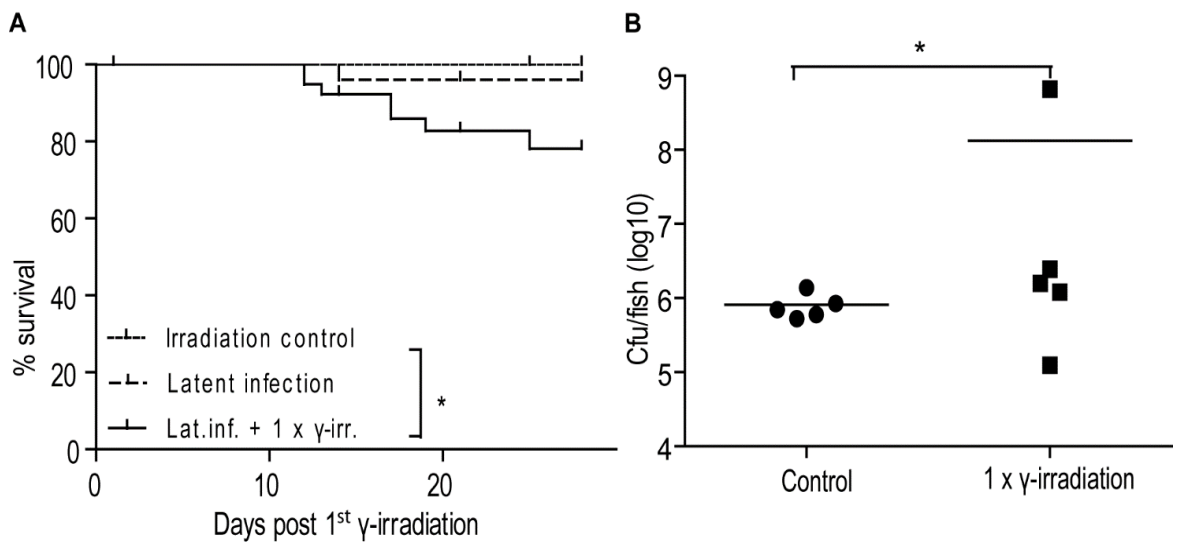 A
100
80
60
40
20
0
% survival
Irradiation control
Latent infection
Lat.inf. + 1 x γ-irr.
*
0
10
20
Days post 1st γ-irradiation
B
*
9
8
7
6
5
4
Cfu/fish (log10)
Control
1 x γ-irradiation